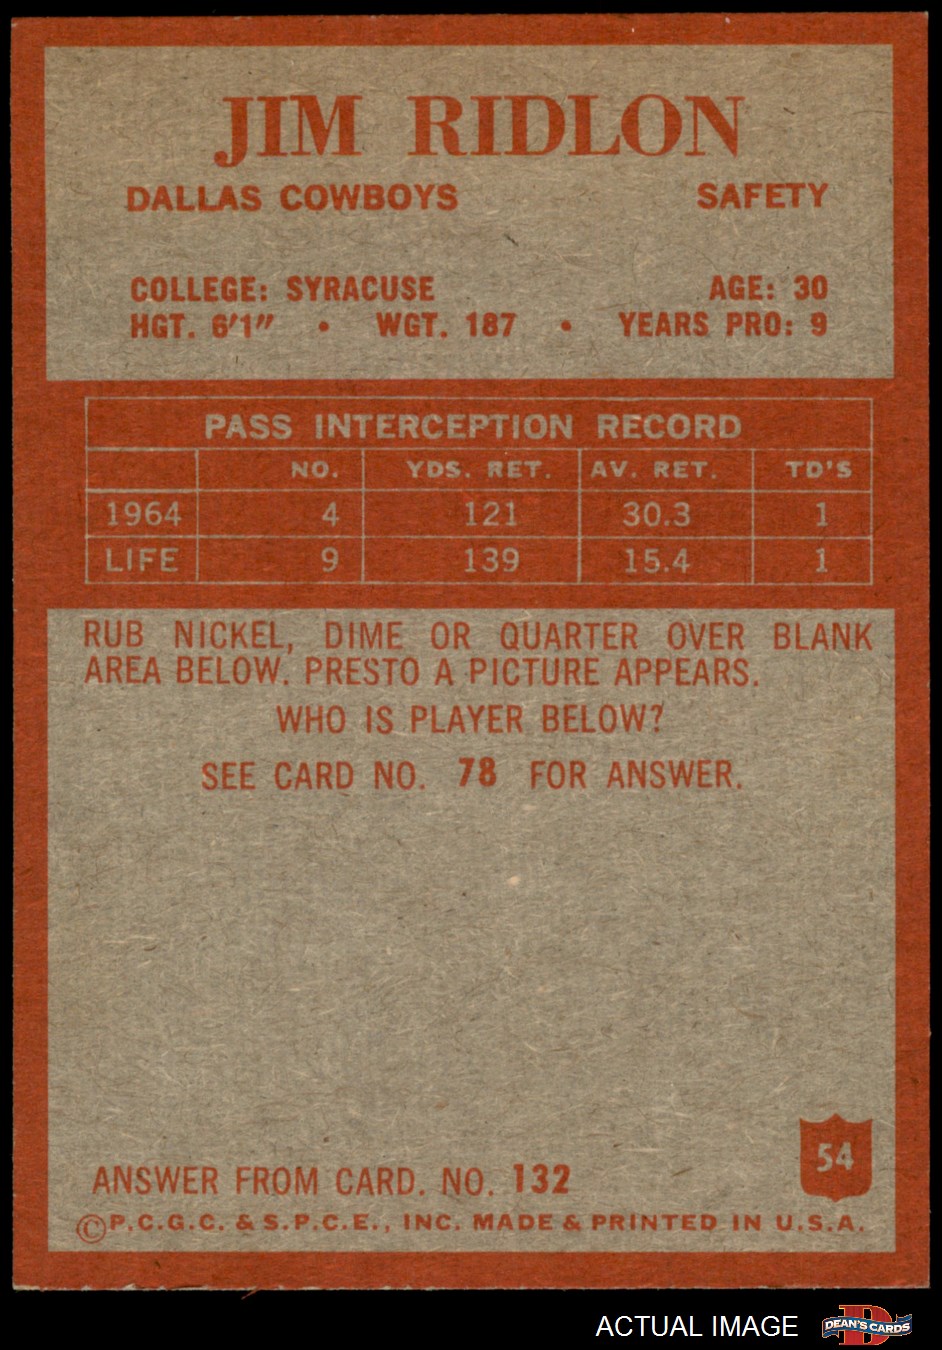 JIM RIDLON
DALLAS COWBOYS SAFETY
COLLEGE: SYRACUSE AGE: 30
HGT. 6'1" • WGT. 187 • YEARS PRO: 9
PASS INTERCEPTION RECORD
NO. YDS. RET. AV. RET. TD'S
1964 4 121 30.3 1
LIFE 9 139 15.4 1
RUB NICKEL, DIME OR QUARTER OVER BLANK
AREA BELOW. PRESTO A PICTURE APPEARS.
WHO IS PLAYER BELOW?
SEE CARD NO. 78 FOR ANSWER.
54
ANSWER FROM CARD. NO. 132
©P.C.G.C. & S.P.C.E., INC. MADE & PRINTED IN U.S.A.
ACTUAL IMAGE
D
DEAN'S CARDS